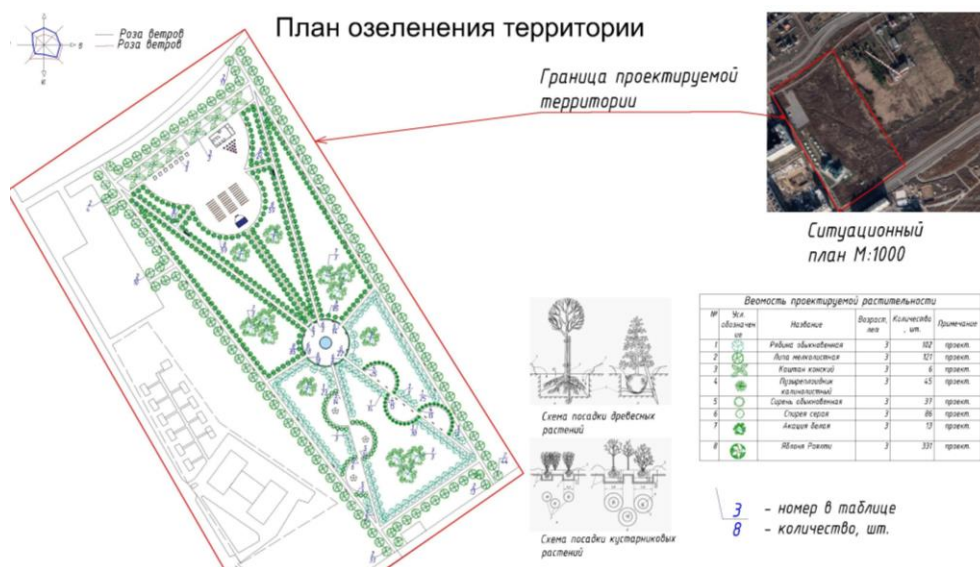 План озеленения территории
Роза ветров
Роза ветров
Граница проектируемой
территории
Ситуационный
план М:1000
Веомость проектируемой растительности
№ Усл. обозначен ие Название Возраст, лет Количество , шт. Примечание
1 Рябина обыкновенная 3 102 проект.
2 Липа мелколистная 3 121 проект.
3 Каштан конский 3 6 проект.
4 Пузыреплодник калинолистный 3 45 проект.
5 Сирень обыкновенная 3 37 проект.
6 Спирея серая 3 86 проект.
7 Акация белая 3 13 проект.
8 Яблоня Роялти 3 331 проект.
Схема посадки древесных
растений
Схема посадки кустарниковых
растений
3 - номер в таблице
8 - количество, шт.